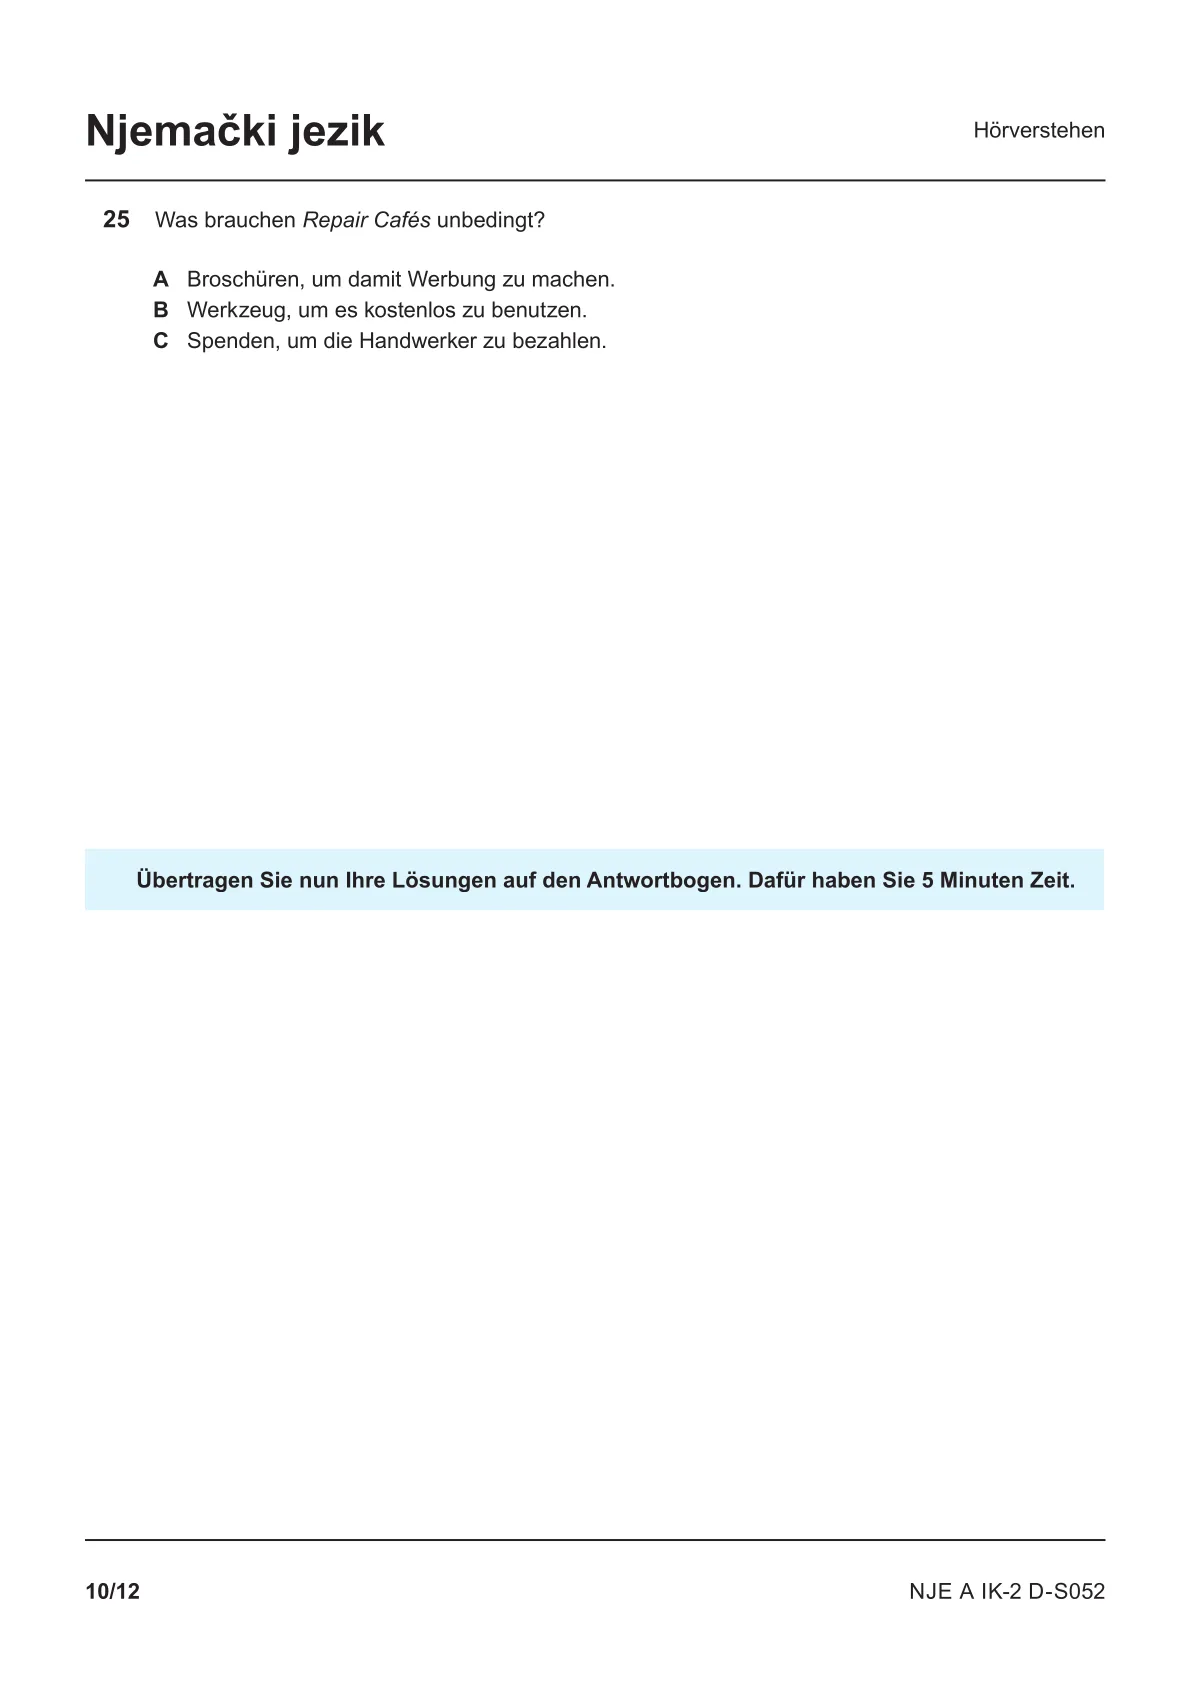 Njemački jezik
Hörverstehen
25 Was brauchen Repair Cafés unbedingt?
A Broschüren, um damit Werbung zu machen.
B Werkzeug, um es kostenlos zu benutzen.
C Spenden, um die Handwerker zu bezahlen.
Übertragen Sie nun Ihre Lösungen auf den Antwortbogen. Dafür haben Sie 5 Minuten Zeit.
10/12
NJE A IK-2 D-S052